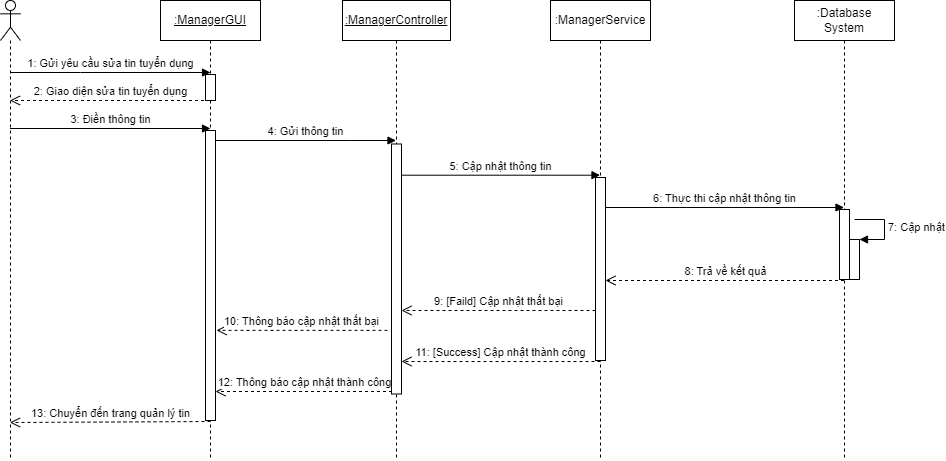 :ManagerGUI
:ManagerController
:ManagerService
:Database
System
1: Gửi yêu cầu sửa tin tuyển dụng
2: Giao diện sửa tin tuyển dụng
3: Điền thông tin
4: Gửi thông tin
5: Cập nhật thông tin
6: Thực thi cập nhật thông tin
7: Cập nhật
8: Trả về kết quả
9: [Faild] Cập nhật thất bại
10: Thông báo cập nhật thất bại
11: [Success] Cập nhật thành công
12: Thông báo cập nhật thành công
13: Chuyển đến trang quản lý tin